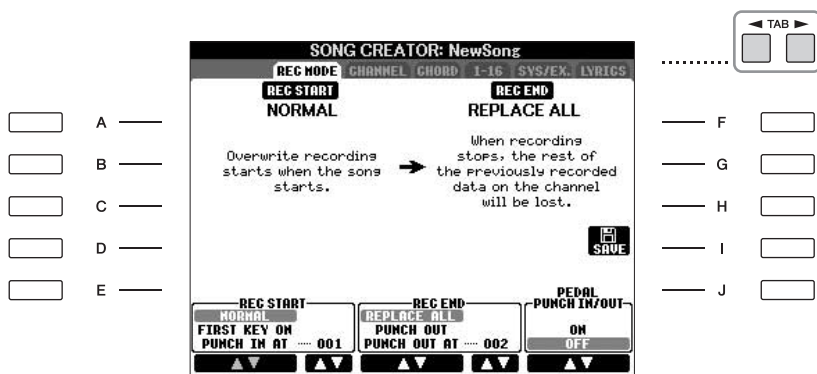 ◄ TAB ►
SONG CREATOR: NewSong
REC MODE CHANNEL CHORD 1-16 SYS/EX. LYRICS
REC START
NORMAL
Overwrite recording
starts when the song
starts.
REC END
REPLACE ALL
When recording
stops, the rest of
the previously recorded
data on the channel
will be lost.
SAVE
A
B
C
D
E
F
G
H
I
J
REC START
NORMAL
FIRST KEY ON
PUNCH IN AT ···· 001
REC END
REPLACE ALL
PUNCH OUT
PUNCH OUT AT ···· 002
PEDAL
PUNCH IN/OUT
ON
OFF